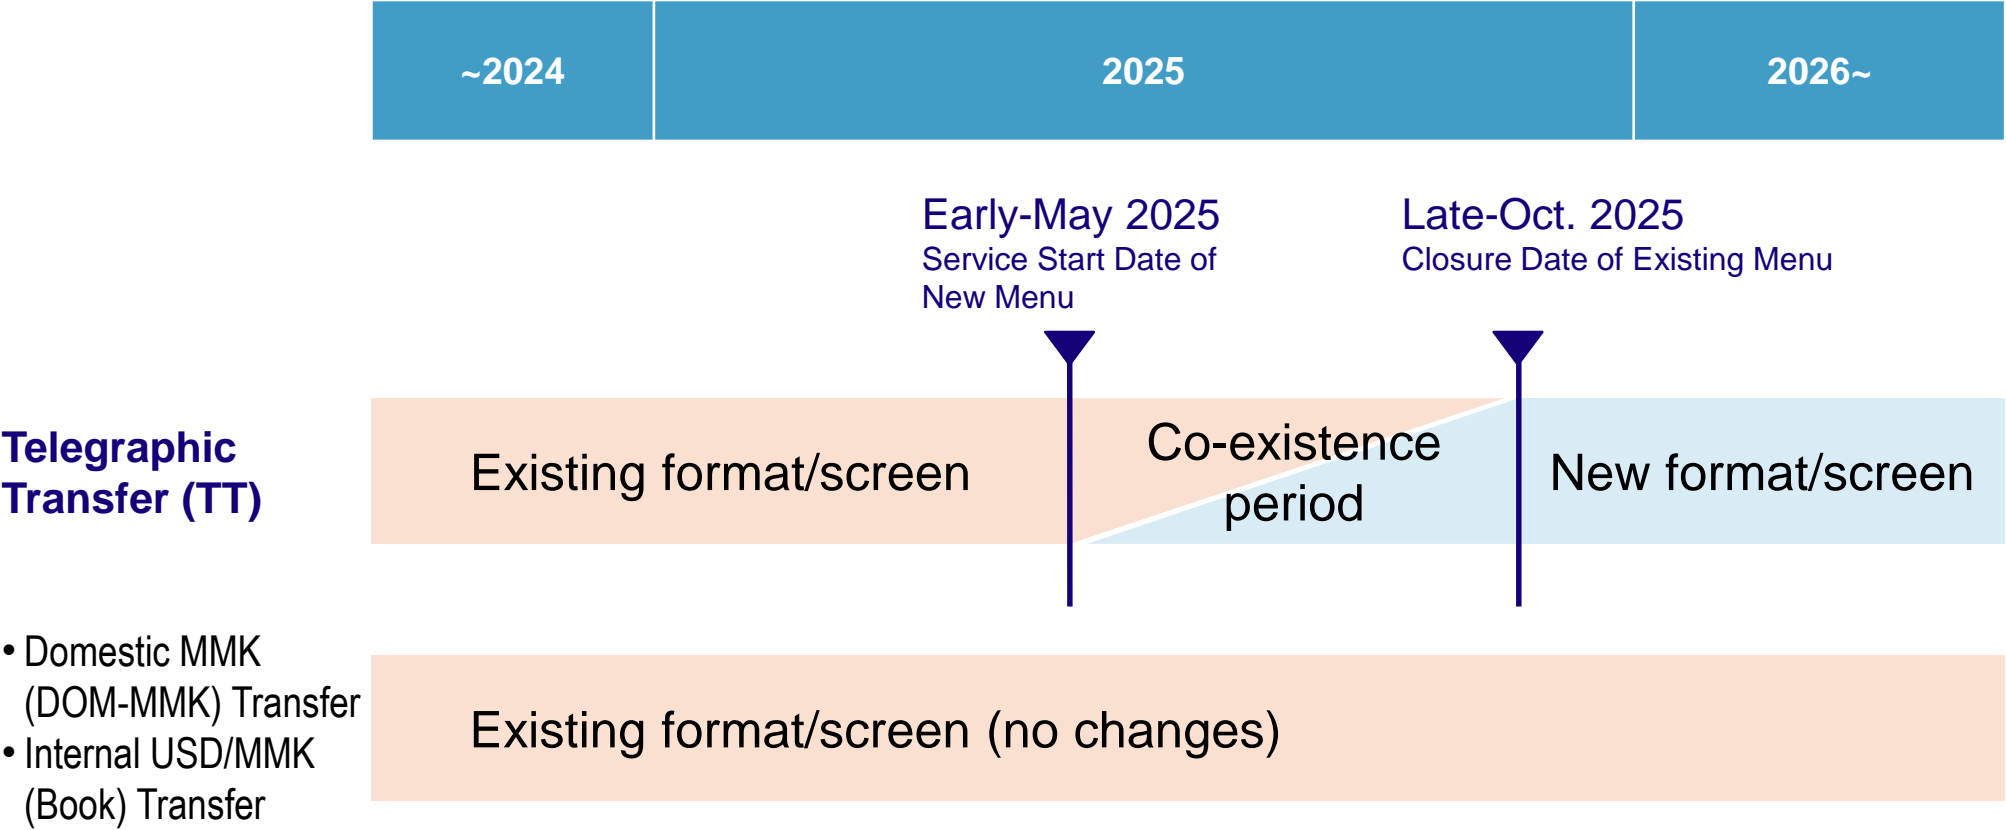 ~2024
2025
2026~
Early-May 2025
Service Start Date of
New Menu
Late-Oct. 2025
Closure Date of Existing Menu
Telegraphic
Transfer (TT)
Existing format/screen
Co-existence
period
New format/screen
• Domestic MMK
(DOM-MMK) Transfer
• Internal USD/MMK
(Book) Transfer
Existing format/screen (no changes)